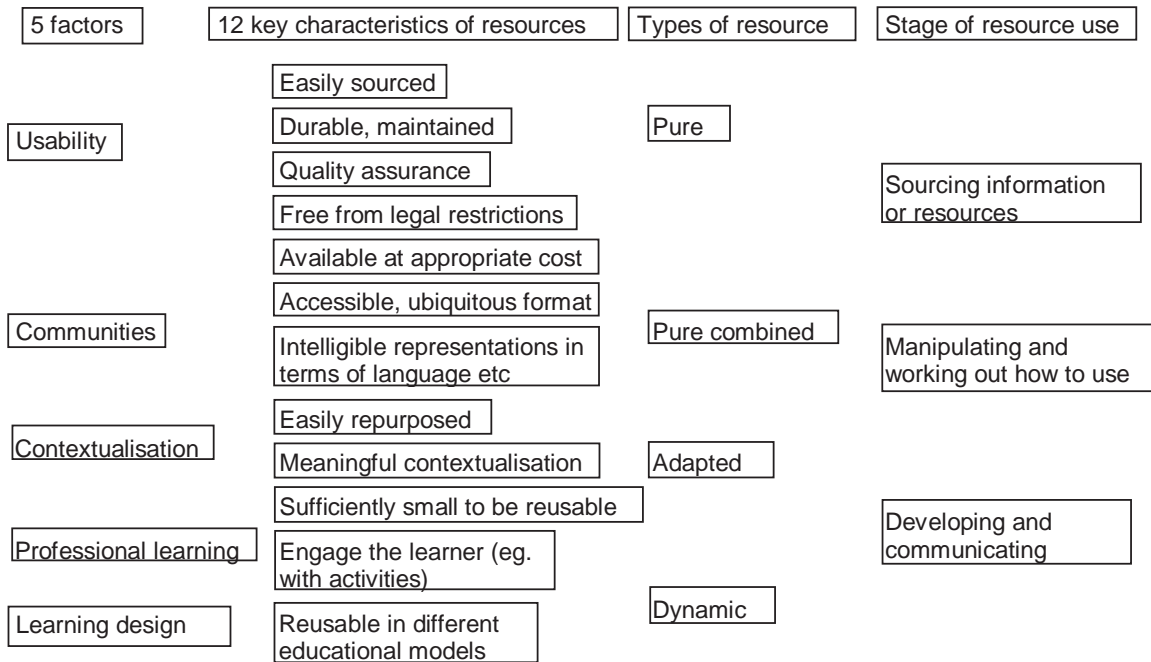 5 factors
12 key characteristics of resources
Types of resource
Stage of resource use
Usability
Communities
Contextualisation
Professional learning
Learning design
Easily sourced
Durable, maintained
Quality assurance
Free from legal restrictions
Available at appropriate cost
Accessible, ubiquitous format
Intelligible representations in
terms of language etc
Easily repurposed
Meaningful contextualisation
Sufficiently small to be reusable
Engage the learner (eg.
with activities)
Reusable in different
educational models
Pure
Pure combined
Adapted
Dynamic
Sourcing information
or resources
Manipulating and
working out how to use
Developing and
communicating